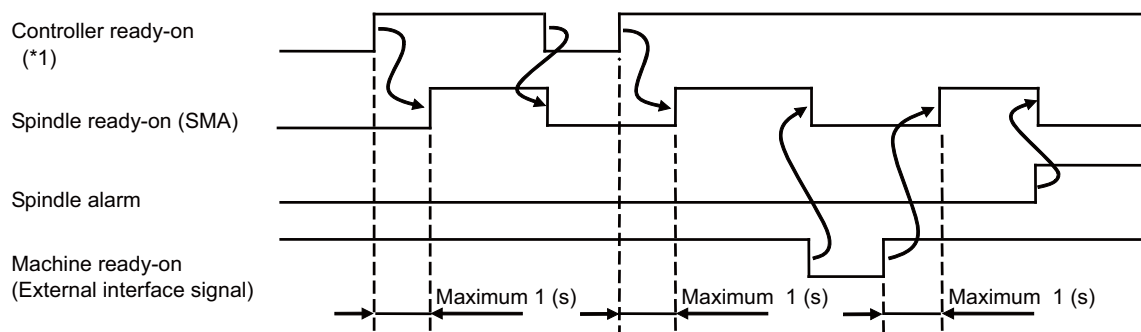 Controller ready-on
(*1)
Spindle ready-on (SMA)
Spindle alarm
Machine ready-on
(External interface signal)
Maximum 1 (s)
Maximum 1 (s)
Maximum 1 (s)